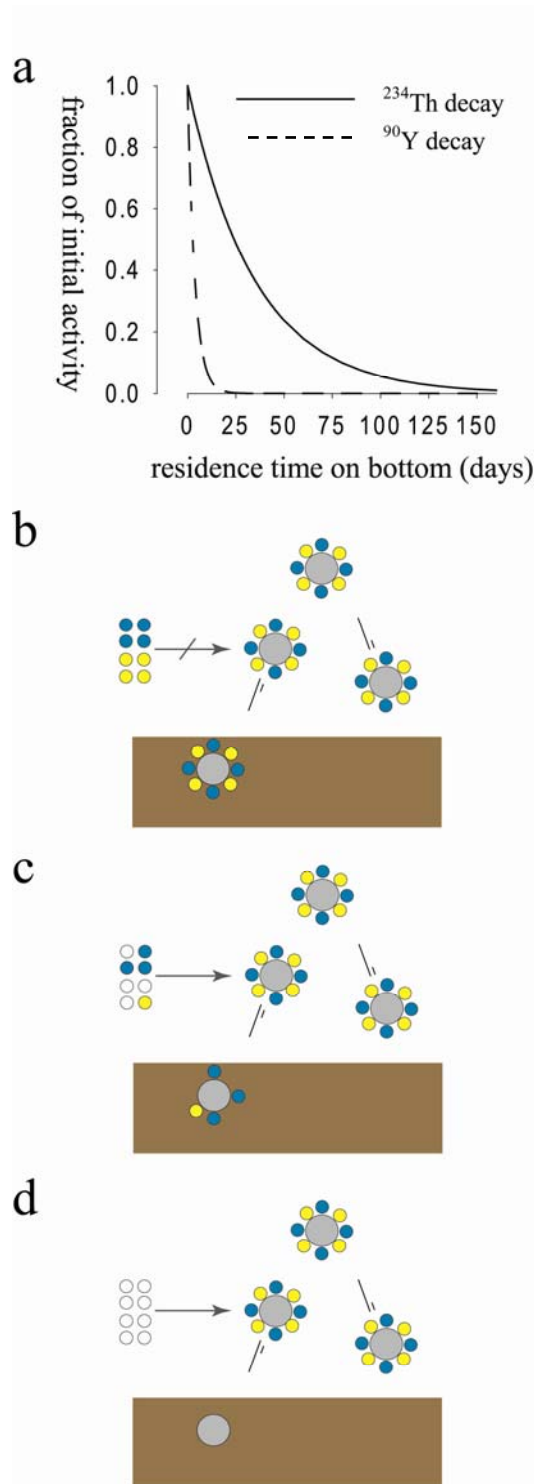 a
fraction of initial activity
1.0
0.8
0.6
0.4
0.2
0.0
²³⁴Th decay
⁹⁰Y decay
0 25 50 75 100 125 150
residence time on bottom (days)
b
c
d